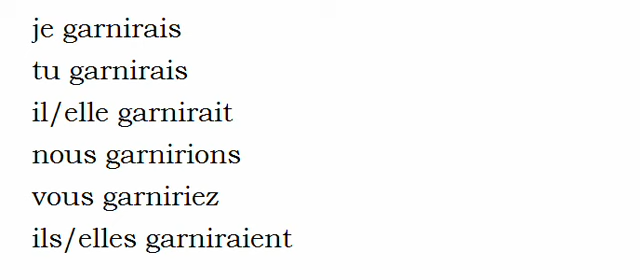 je garnirais
tu garnirais
il/elle garnirait
nous garnirions
vous garniriez
ils/elles garniraient